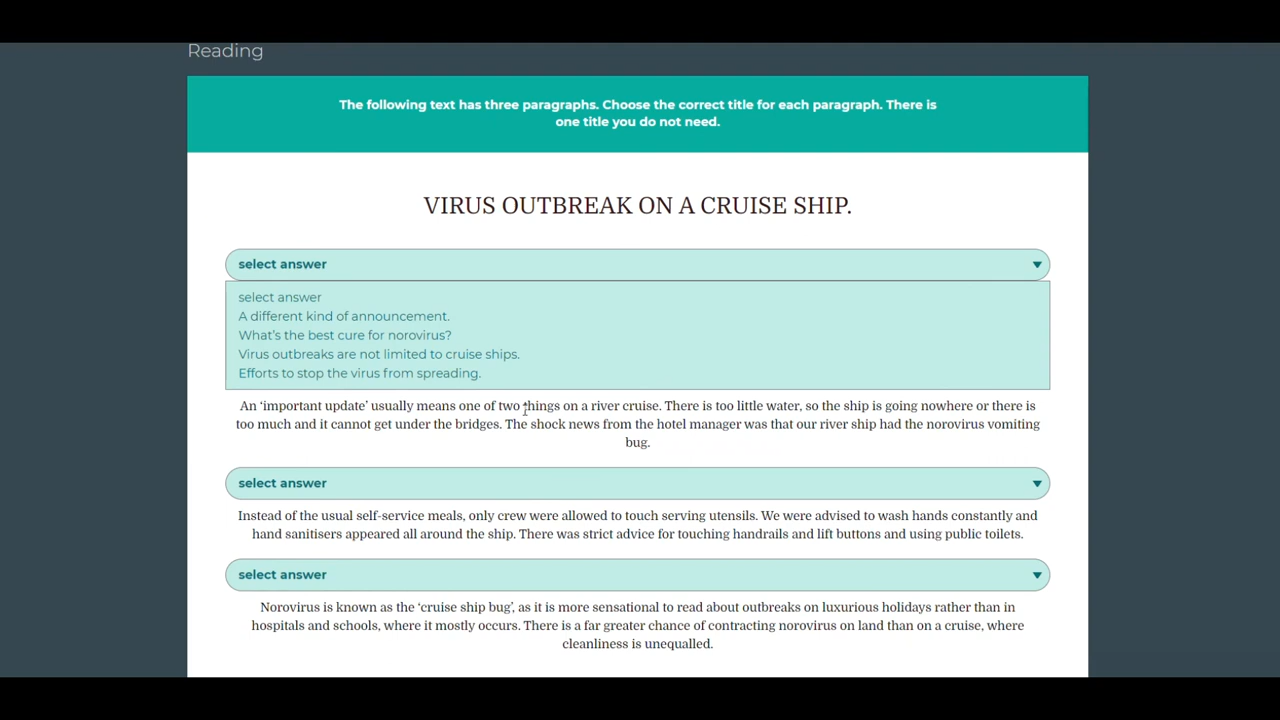 Reading
The following text has three paragraphs. Choose the correct title for each paragraph. There is
one title you do not need.
VIRUS OUTBREAK ON A CRUISE SHIP.
select answer
select answer
A different kind of announcement.
What's the best cure for norovirus?
Virus outbreaks are not limited to cruise ships.
Efforts to stop the virus from spreading.
An ‘important update’ usually means one of two things on a river cruise. There is too little water, so the ship is going nowhere or there is
too much and it cannot get under the bridges. The shock news from the hotel manager was that our river ship had the norovirus vomiting
bug.
select answer
Instead of the usual self-service meals, only crew were allowed to touch serving utensils. We were advised to wash hands constantly and
hand sanitisers appeared all around the ship. There was strict advice for touching handrails and lift buttons and using public toilets.
select answer
Norovirus is known as the ‘cruise ship bug’, as it is more sensational to read about outbreaks on luxurious holidays rather than in
hospitals and schools, where it mostly occurs. There is a far greater chance of contracting norovirus on land than on a cruise, where
cleanliness is unequalled.